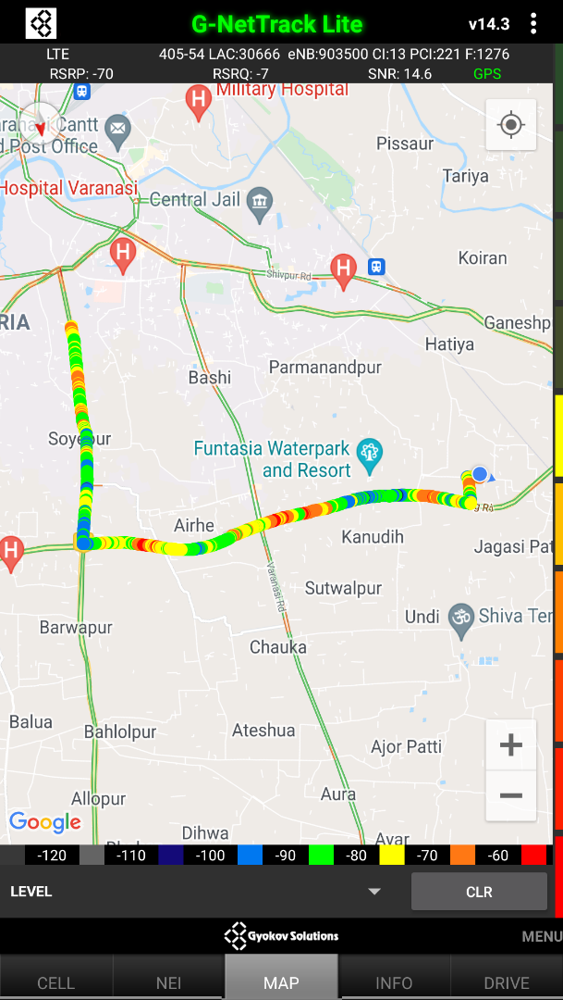 G-NetTrack Lite
v14.3
LTE
405-54 LAC:30666 eNB:903500 CI:13 PCI:221 F:1276
RSRP: -70
RSRQ: -7
SNR: 14.6
GPS
Military Hospital
Cantt
Post Office
Pissaur
Tariya
Hospital Varanasi
Central Jail
Koiran
Shivpur Rd
RIA
Ganeshp
Hatiya
Parmanandpur
Bashi
Soyepur
Funtasia Waterpark
and Resort
g Rd
Airhe
Kanudih
Jagasi Pat
Varanasi Rd
Sutwalpur
Undi
Shiva Ter
Barwapur
Chauka
Balua
Bahlolpur
Ateshua
Ajor Patti
Allopur
Aura
Google
Dihwa
-120
-110
-100
-90
-80
-70
-60
LEVEL
CLR
Gyokov Solutions
MENU
CELL
NEI
MAP
INFO
DRIVE